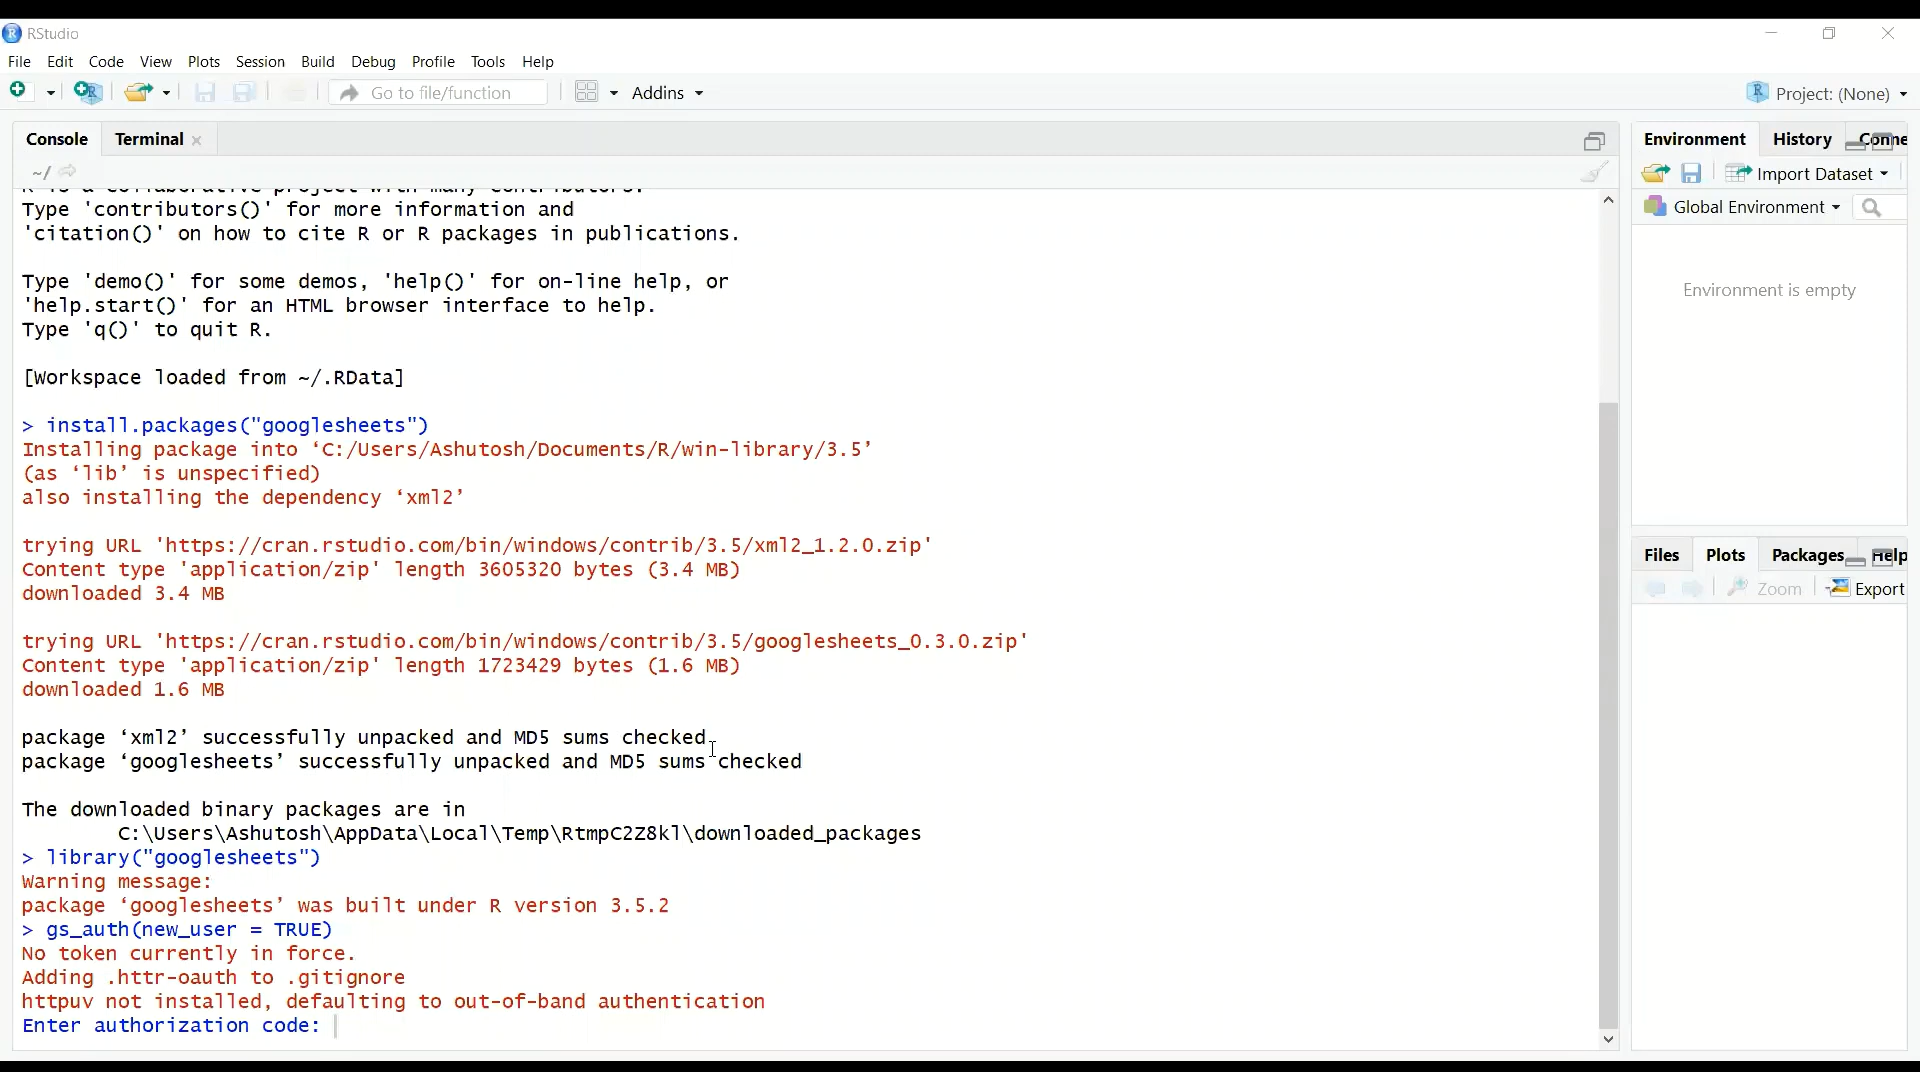 RStudio
File Edit Code View Plots Session Build Debug Profile Tools Help
Go to file/function Addins Project: (None)
Console Terminal
~/
R is a collaborative project with many contributors.
Type 'contributors()' for more information and
'citation()' on how to cite R or R packages in publications.
Type 'demo()' for some demos, 'help()' for on-line help, or
'help.start()' for an HTML browser interface to help.
Type 'q()' to quit R.
[Workspace loaded from ~/.RData]
> install.packages("googlesheets")
Installing package into ‘C:/Users/Ashutosh/Documents/R/win-library/3.5’
(as ‘lib’ is unspecified)
also installing the dependency ‘xml2’
trying URL 'https://cran.rstudio.com/bin/windows/contrib/3.5/xml2_1.2.0.zip'
Content type 'application/zip' length 3605320 bytes (3.4 MB)
downloaded 3.4 MB
trying URL 'https://cran.rstudio.com/bin/windows/contrib/3.5/googlesheets_0.3.0.zip'
Content type 'application/zip' length 1723429 bytes (1.6 MB)
downloaded 1.6 MB
package ‘xml2’ successfully unpacked and MD5 sums checked
package ‘googlesheets’ successfully unpacked and MD5 sums checked
The downloaded binary packages are in
C:\Users\Ashutosh\AppData\Local\Temp\RtmpC2Z8kl\downloaded_packages
> library("googlesheets")
Warning message:
package ‘googlesheets’ was built under R version 3.5.2
> gs_auth(new_user = TRUE)
No token currently in force.
Adding .httr-oauth to .gitignore
httpuv not installed, defaulting to out-of-band authentication
Enter authorization code:
Environment History Conne
Import Dataset
Global Environment
Environment is empty
Files Plots Packages Help
Zoom Export